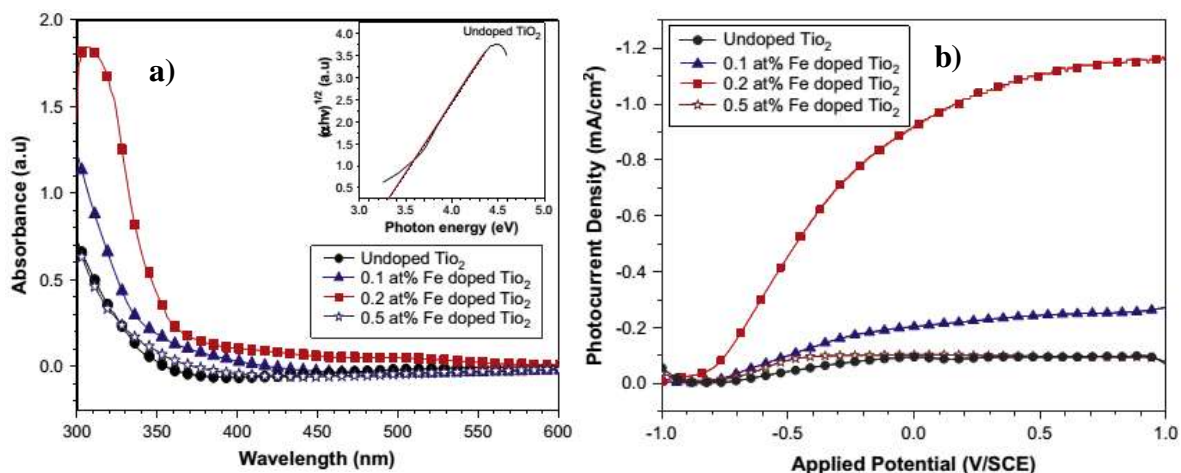 a)
Absorbance (a.u)
2.0
1.5
1.0
0.5
0.0
300
350
400
450
500
550
600
Wavelength (nm)
Undoped TiO₂
(αhν)^1/2 (a.u)
4.0
3.5
3.0
2.5
2.0
1.5
1.0
0.5
3.0
3.5
4.0
4.5
5.0
Photon energy (eV)
Undoped Tio₂
0.1 at% Fe doped Tio₂
0.2 at% Fe doped Tio₂
0.5 at% Fe doped Tio₂
b)
Photocurrent Density (mA/cm²)
-1.2
-1.0
-0.8
-0.6
-0.4
-0.2
0.0
-1.0
-0.5
0.0
0.5
1.0
Applied Potential (V/SCE)
Undoped Tio₂
0.1 at% Fe doped Tio₂
0.2 at% Fe doped Tio₂
0.5 at% Fe doped Tio₂